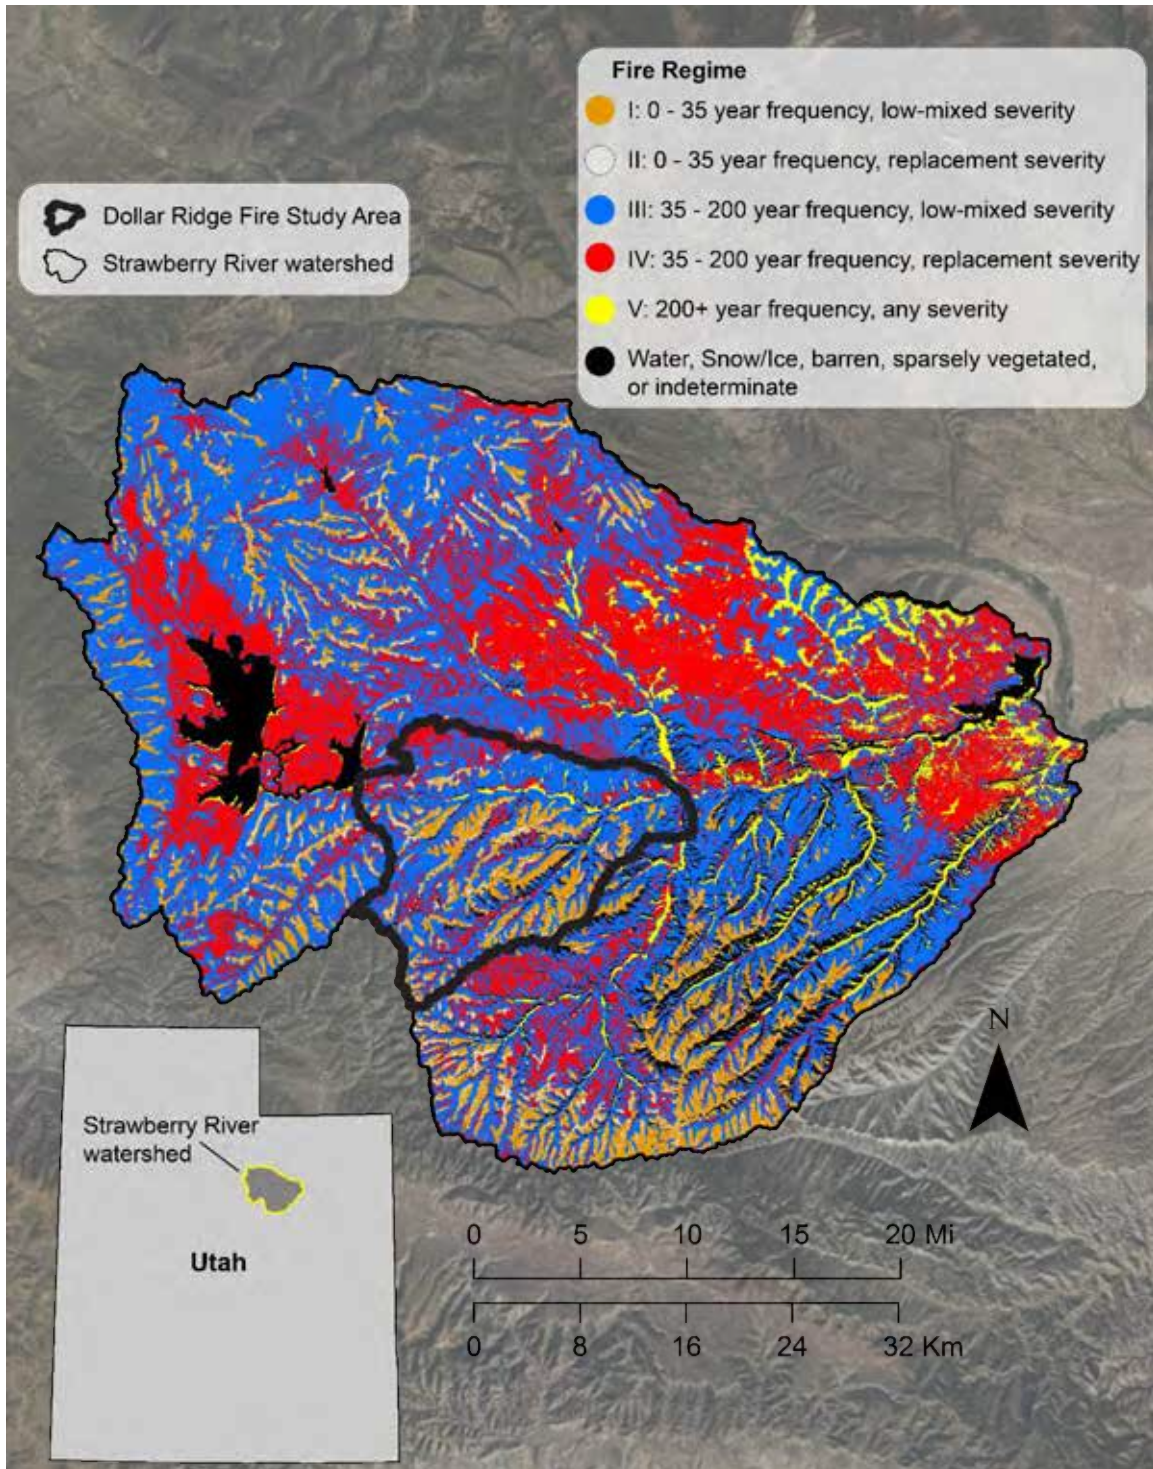 Fire Regime
I: 0 - 35 year frequency, low-mixed severity
II: 0 - 35 year frequency, replacement severity
III: 35 - 200 year frequency, low-mixed severity
IV: 35 - 200 year frequency, replacement severity
V: 200+ year frequency, any severity
Water, Snow/Ice, barren, sparsely vegetated,
or indeterminate
Dollar Ridge Fire Study Area
Strawberry River watershed
N
Strawberry River
watershed
Utah
0 5 10 15 20 Mi
0 8 16 24 32 Km